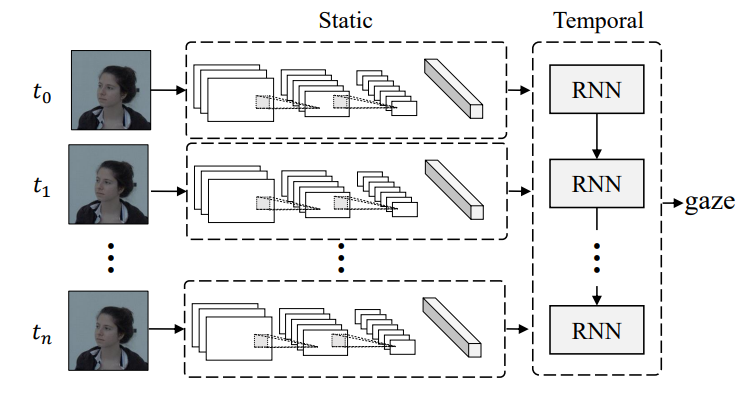 Static Temporal
t₀ RNN
t₁ RNN
gaze
tₙ RNN